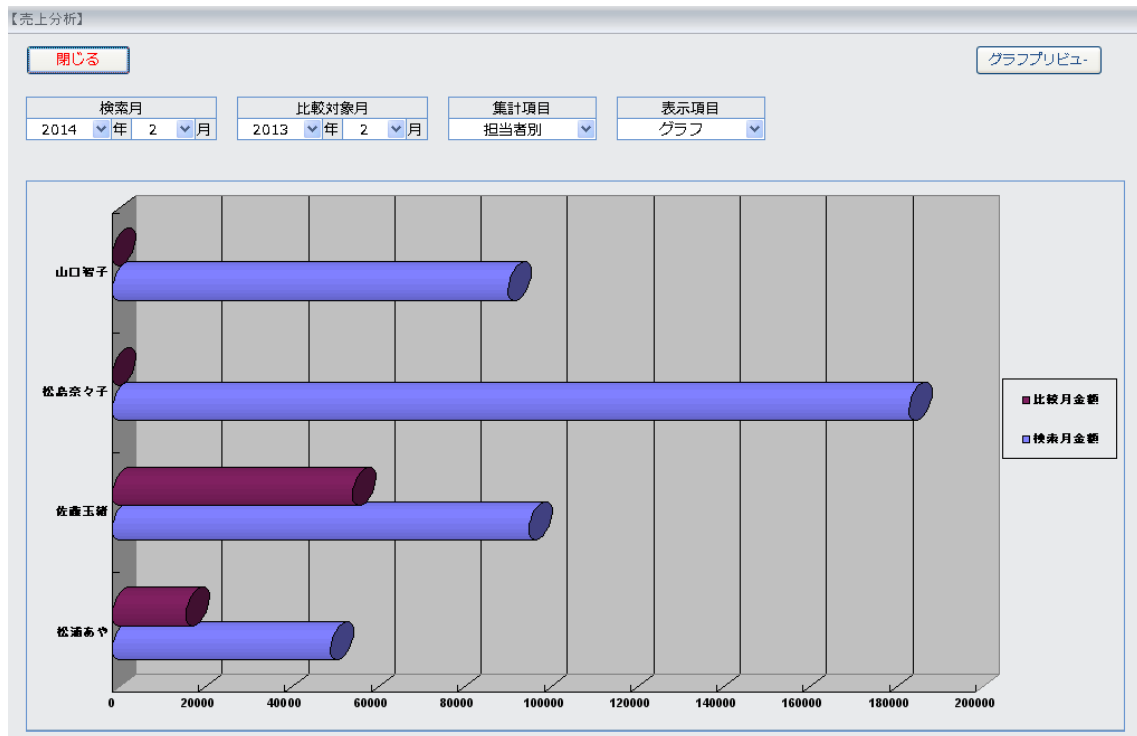 【売上分析】
閉じる
グラフプリビュ-
検索月
比較対象月
集計項目
表示項目
2014 年 2 月
2013 年 2 月
担当者別
グラフ
山口智子
松島奈々子
佐藤玉緒
松浦あや
比較月金額
検索月金額
0 20000 40000 60000 80000 100000 120000 140000 160000 180000 200000